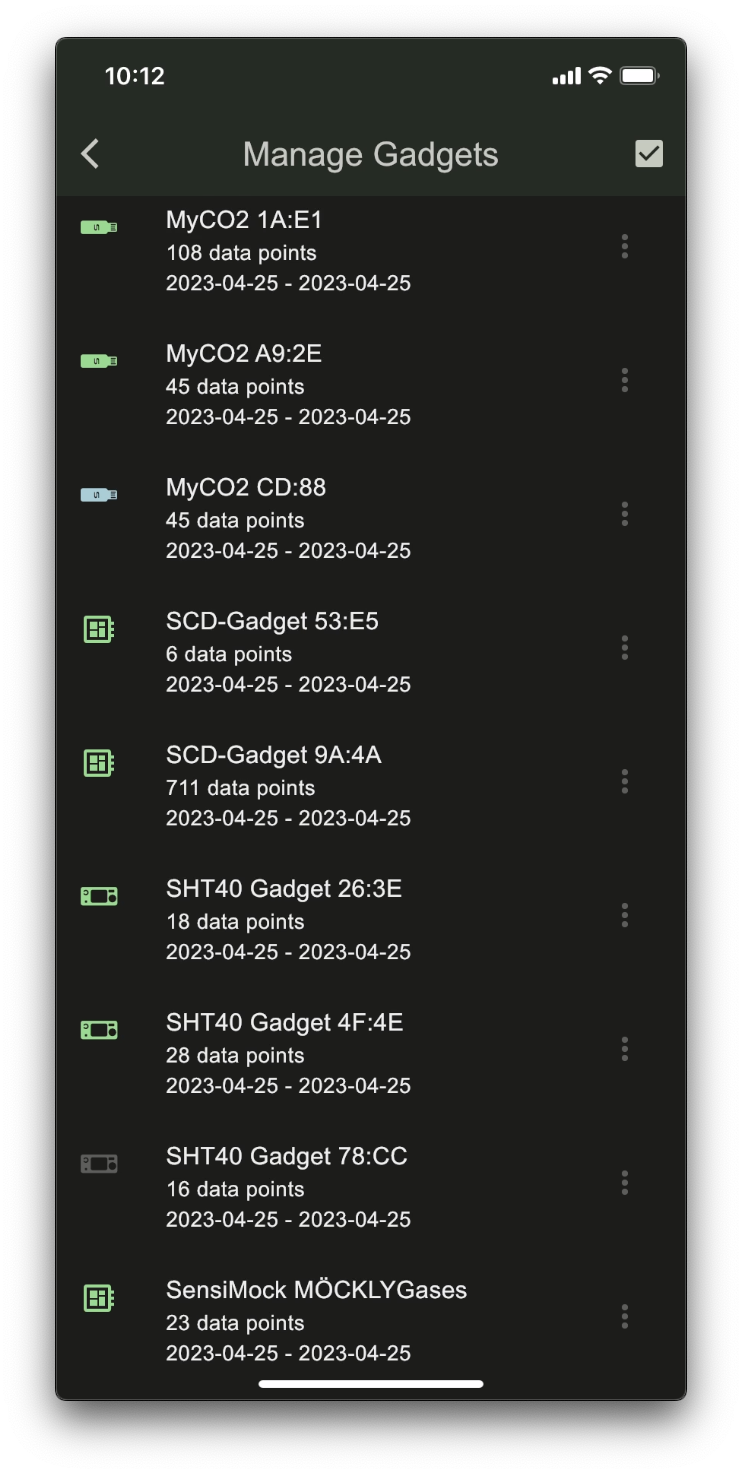 10:12
Manage Gadgets
MyCO2 1A:E1
108 data points
2023-04-25 - 2023-04-25
MyCO2 A9:2E
45 data points
2023-04-25 - 2023-04-25
MyCO2 CD:88
45 data points
2023-04-25 - 2023-04-25
SCD-Gadget 53:E5
6 data points
2023-04-25 - 2023-04-25
SCD-Gadget 9A:4A
711 data points
2023-04-25 - 2023-04-25
SHT40 Gadget 26:3E
18 data points
2023-04-25 - 2023-04-25
SHT40 Gadget 4F:4E
28 data points
2023-04-25 - 2023-04-25
SHT40 Gadget 78:CC
16 data points
2023-04-25 - 2023-04-25
SensiMock MÖCKLYGases
23 data points
2023-04-25 - 2023-04-25